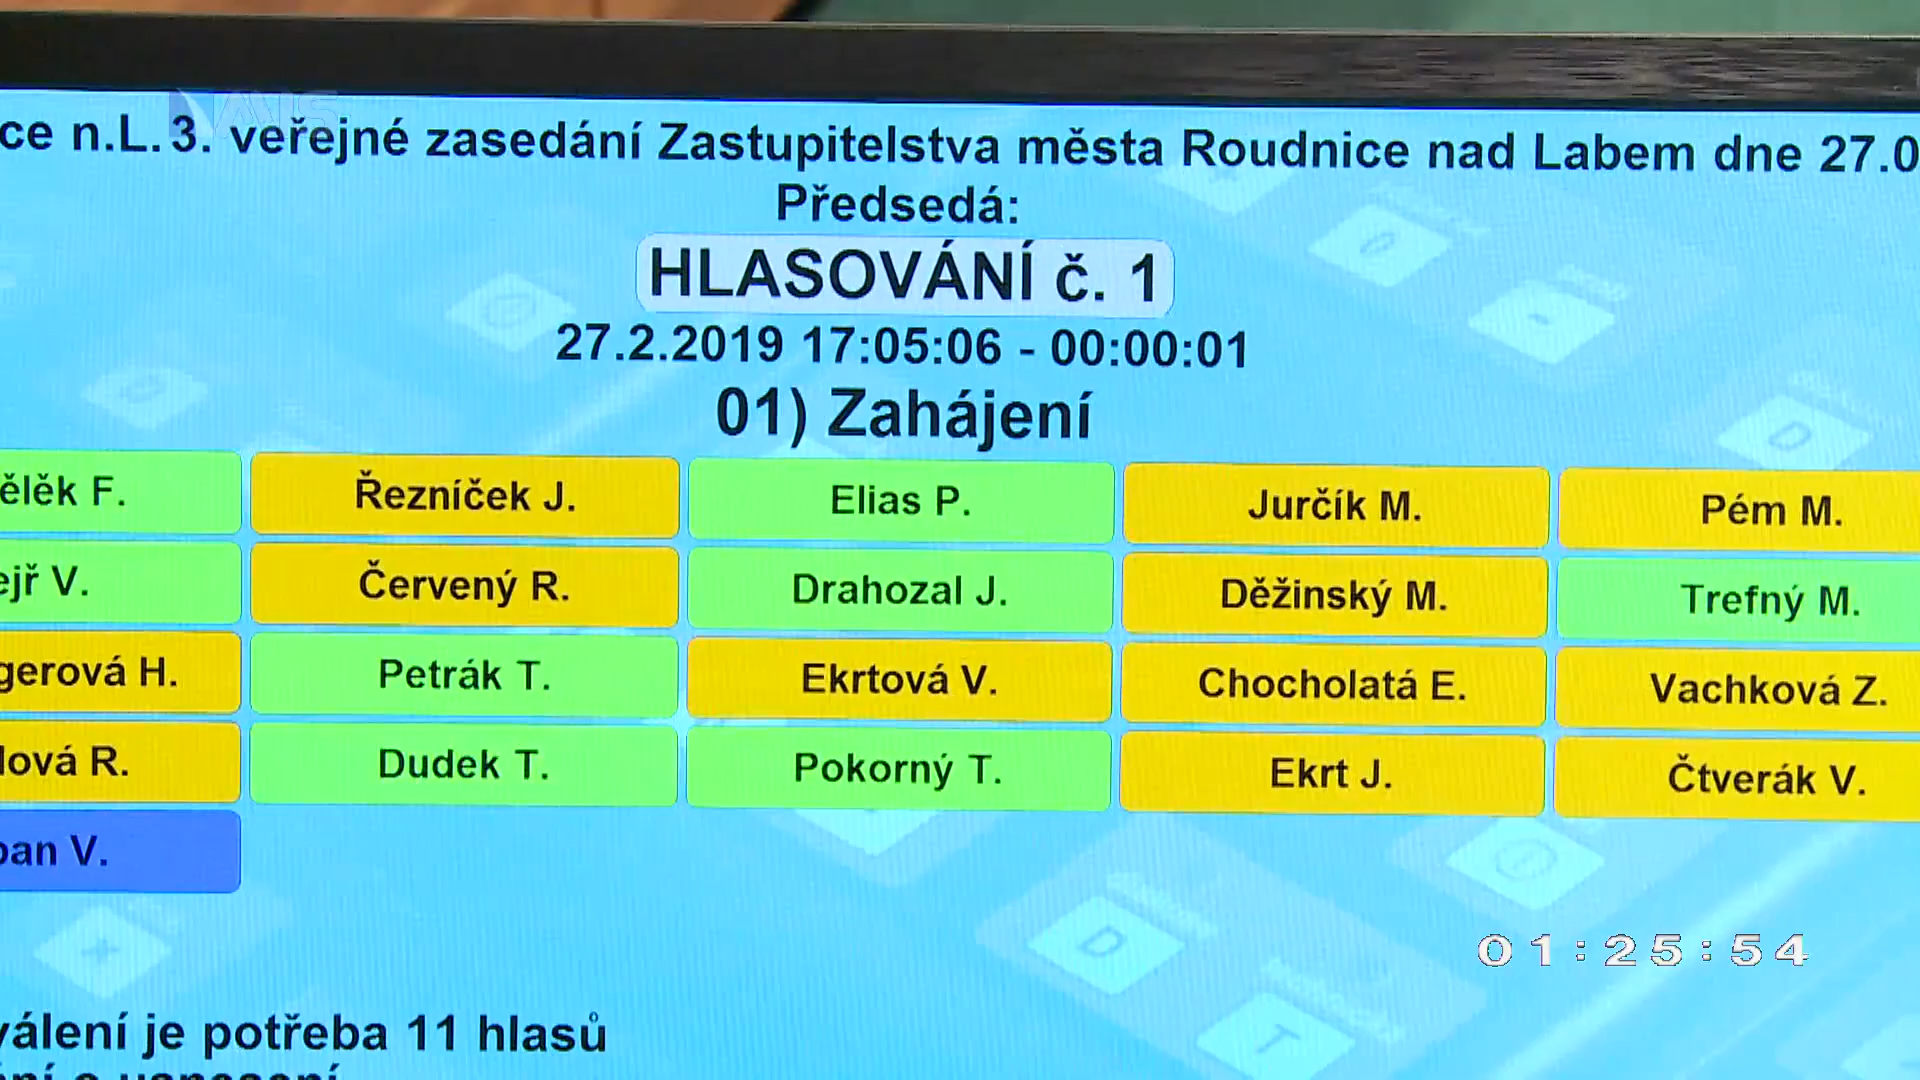 ce n.L. 3. veřejné zasedání Zastupitelstva města Roudnice nad Labem dne 27.0
Předsedá:
HLASOVÁNÍ č. 1
27.2.2019 17:05:06 - 00:00:01
01) Zahájení
ělěk F. Řezníček J. Elias P. Jurčík M. Pém M.
ejř V. Červený R. Drahozal J. Děžinský M. Trefný M.
gerová H. Petrák T. Ekrtová V. Chocholatá E. Vachková Z.
lová R. Dudek T. Pokorný T. Ekrt J. Čtverák V.
ban V.
01:25:54
válení je potřeba 11 hlasů